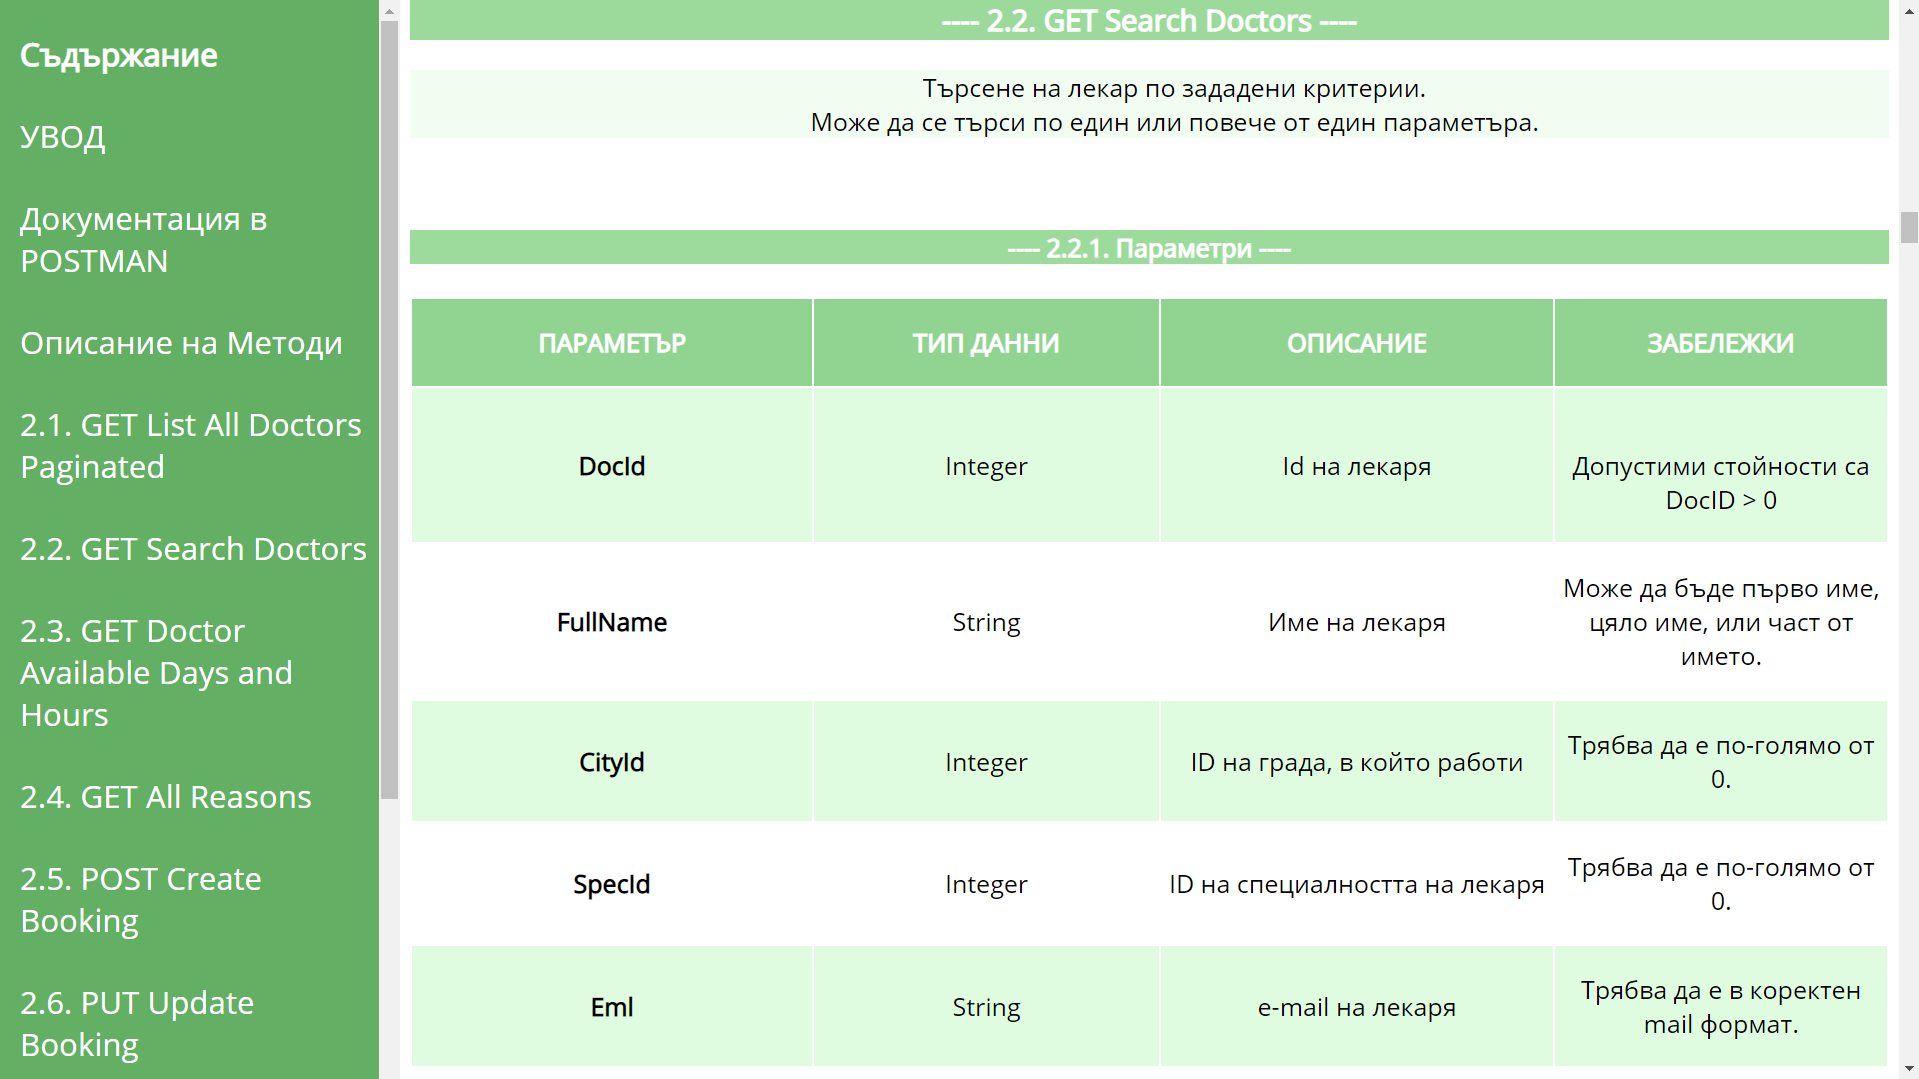 Съдържание
УВОД
Документация в
POSTMAN
Описание на Методи
2.1. GET List All Doctors
Paginated
2.2. GET Search Doctors
2.3. GET Doctor
Available Days and
Hours
2.4. GET All Reasons
2.5. POST Create
Booking
2.6. PUT Update
Booking
---- 2.2. GET Search Doctors ----
Търсене на лекар по зададени критерии.
Може да се търси по един или повече от един параметъра.
---- 2.2.1. Параметри ----
ПАРАМЕТЪР ТИП ДАННИ ОПИСАНИЕ ЗАБЕЛЕЖКИ
DocId Integer Id на лекаря Допустими стойности са
DocID > 0
FullName String Име на лекаря Може да бъде първо име,
цяло име, или част от
името.
CityId Integer ID на града, в който работи Трябва да е по-голямо от
0.
SpecId Integer ID на специалността на лекаря Трябва да е по-голямо от
0.
Eml String e-mail на лекаря Трябва да е в коректен
mail формат.